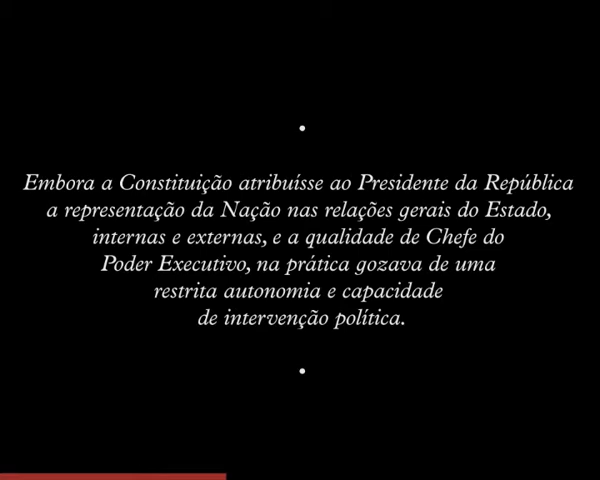 Embora a Constituição atribuísse ao Presidente da República
a representação da Nação nas relações gerais do Estado,
internas e externas, e a qualidade de Chefe do
Poder Executivo, na prática gozava de uma
restrita autonomia e capacidade
de intervenção política.